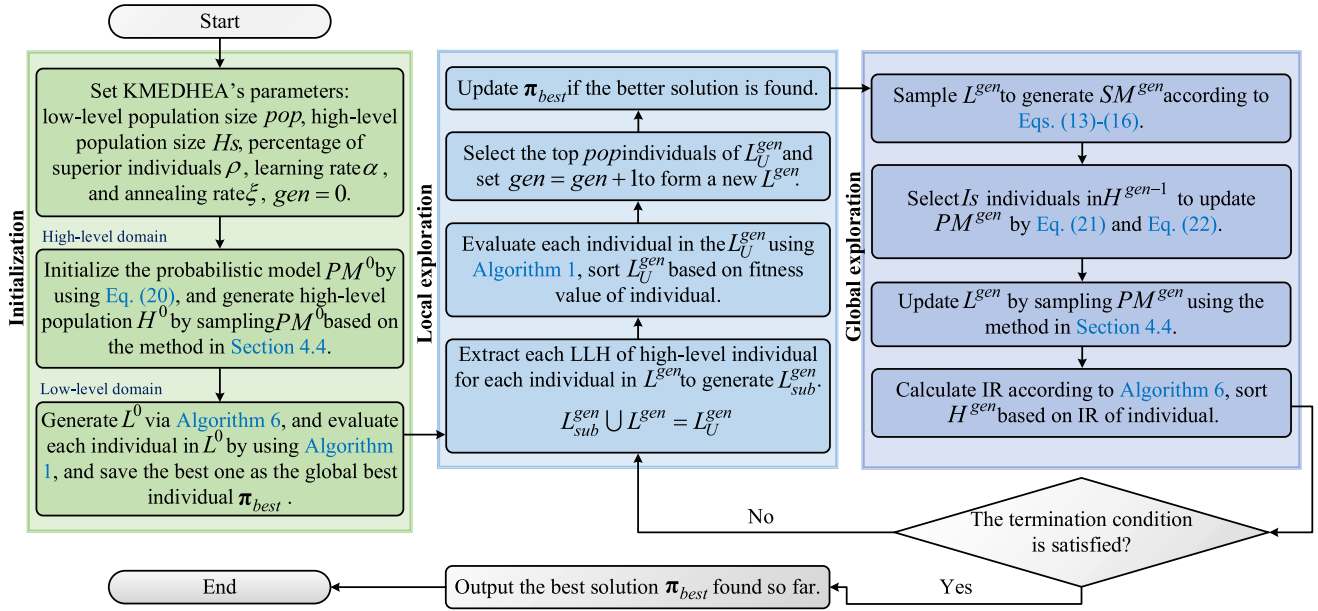 Start
Initialization
Set KMEDHEA's parameters:
low-level population size pop, high-level
population size Hs, percentage of
superior individuals ρ, learning rate α,
and annealing rate ξ, gen = 0.
High-level domain
Initialize the probabilistic model PM^0 by
using Eq. (20), and generate high-level
population H^0 by sampling PM^0 based on
the method in Section 4.4.
Low-level domain
Generate L^0 via Algorithm 6, and evaluate
each individual in L^0 by using Algorithm
1, and save the best one as the global best
individual π_best .
Local exploration
Update π_best if the better solution is found.
Select the top pop individuals of L_U^gen and
set gen = gen + 1 to form a new L^gen.
Evaluate each individual in the L_U^gen using
Algorithm 1, sort L_U^gen based on fitness
value of individual.
Extract each LLH of high-level individual
for each individual in L^gen to generate L_sub^gen.
L_sub^gen ⋃ L^gen = L_U^gen
Global exploration
Sample L^gen to generate SM^gen according to
Eqs. (13)-(16).
Select Is individuals in H^gen−1 to update
PM^gen by Eq. (21) and Eq. (22).
Update L^gen by sampling PM^gen using the
method in Section 4.4.
Calculate IR according to Algorithm 6, sort
H^gen based on IR of individual.
The termination condition
is satisfied?
No
Yes
Output the best solution π_best found so far.
End